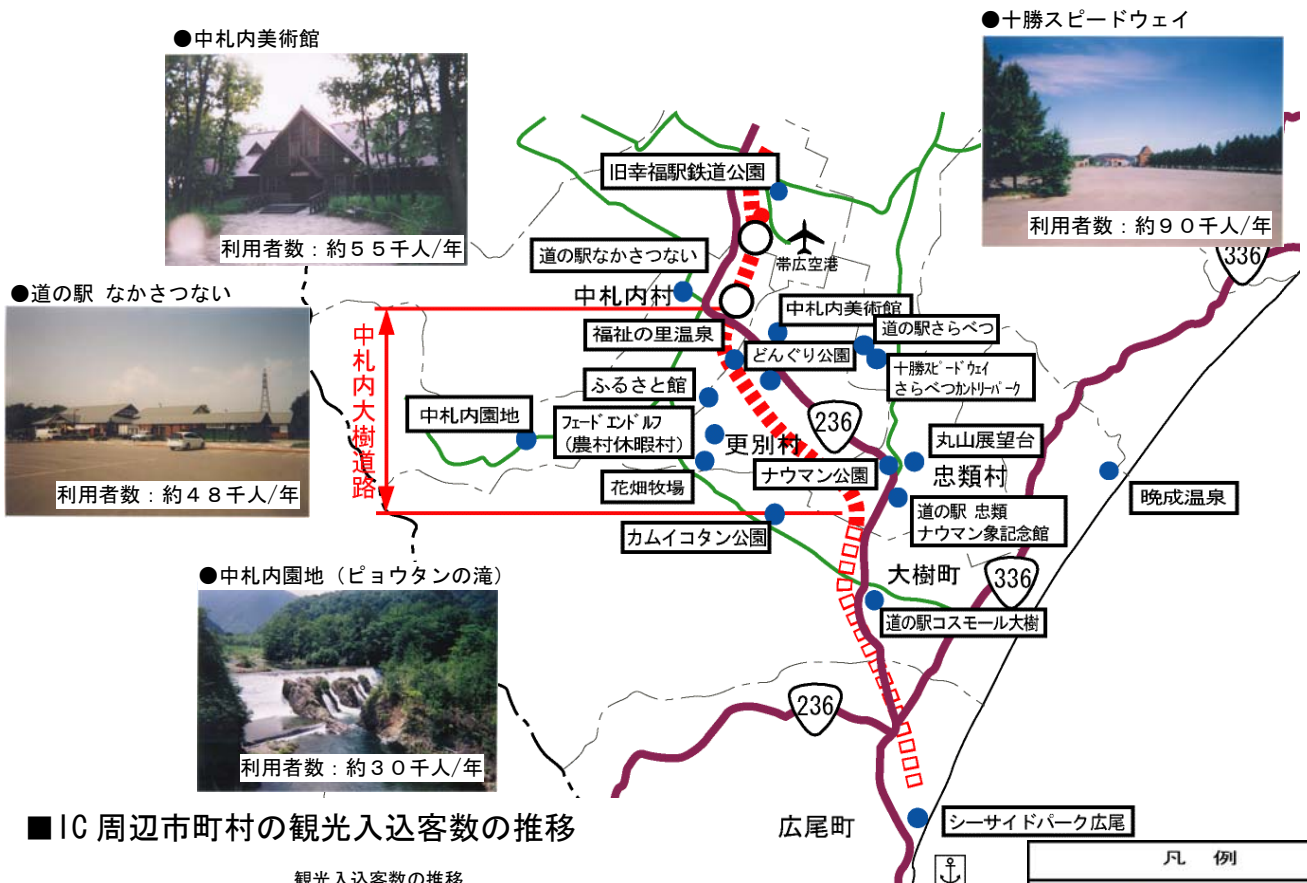 ●中札内美術館
利用者数：約５５千人/年
●十勝スピードウェイ
利用者数：約９０千人/年
●道の駅 なかさつない
利用者数：約４８千人/年
●中札内園地（ピョウタンの滝）
利用者数：約３０千人/年
旧幸福駅鉄道公園
帯広空港
道の駅なかさつない
中札内村
中札内美術館
道の駅さらべつ
福祉の里温泉
どんぐり公園
十勝スピードウェイ
さらべつカントリーパーク
ふるさと館
中札内大樹道路
中札内園地
フェードエンドルフ
（農村休暇村）
更別村
236
336
丸山展望台
ナウマン公園
忠類村
花畑牧場
晩成温泉
道の駅 忠類
ナウマン象記念館
カムイコタン公園
大樹町
336
道の駅コスモール大樹
236
広尾町
シーサイドパーク広尾
■IC周辺市町村の観光入込客数の推移
観光入込客数の推移
凡 例